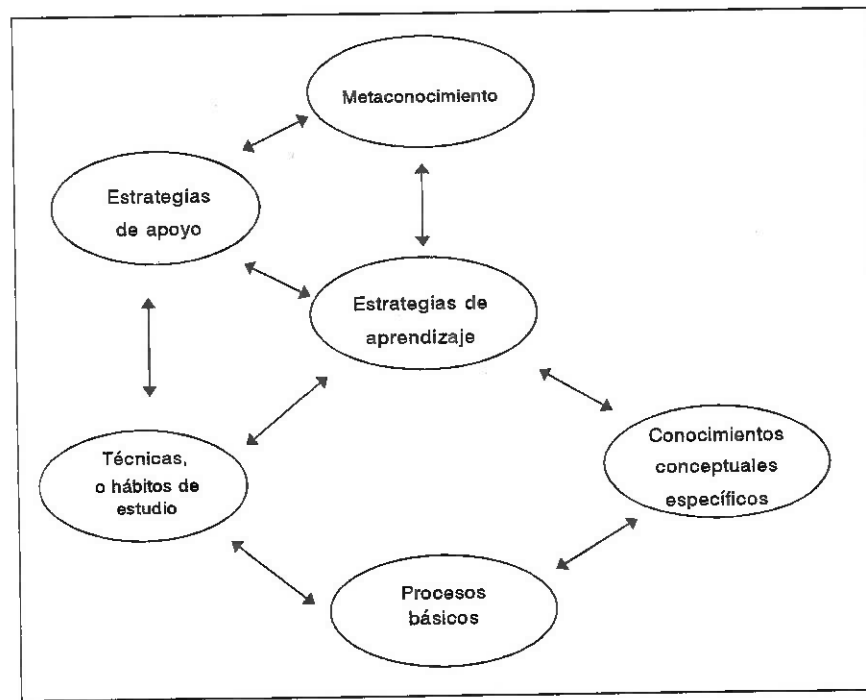 Metaconocimiento
Estrategias
de apoyo
Estrategias de
aprendizaje
Técnicas,
o hábitos de
estudio
Conocimientos
conceptuales
específicos
Procesos
básicos